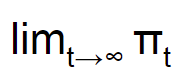 lim_{t→∞} π_t